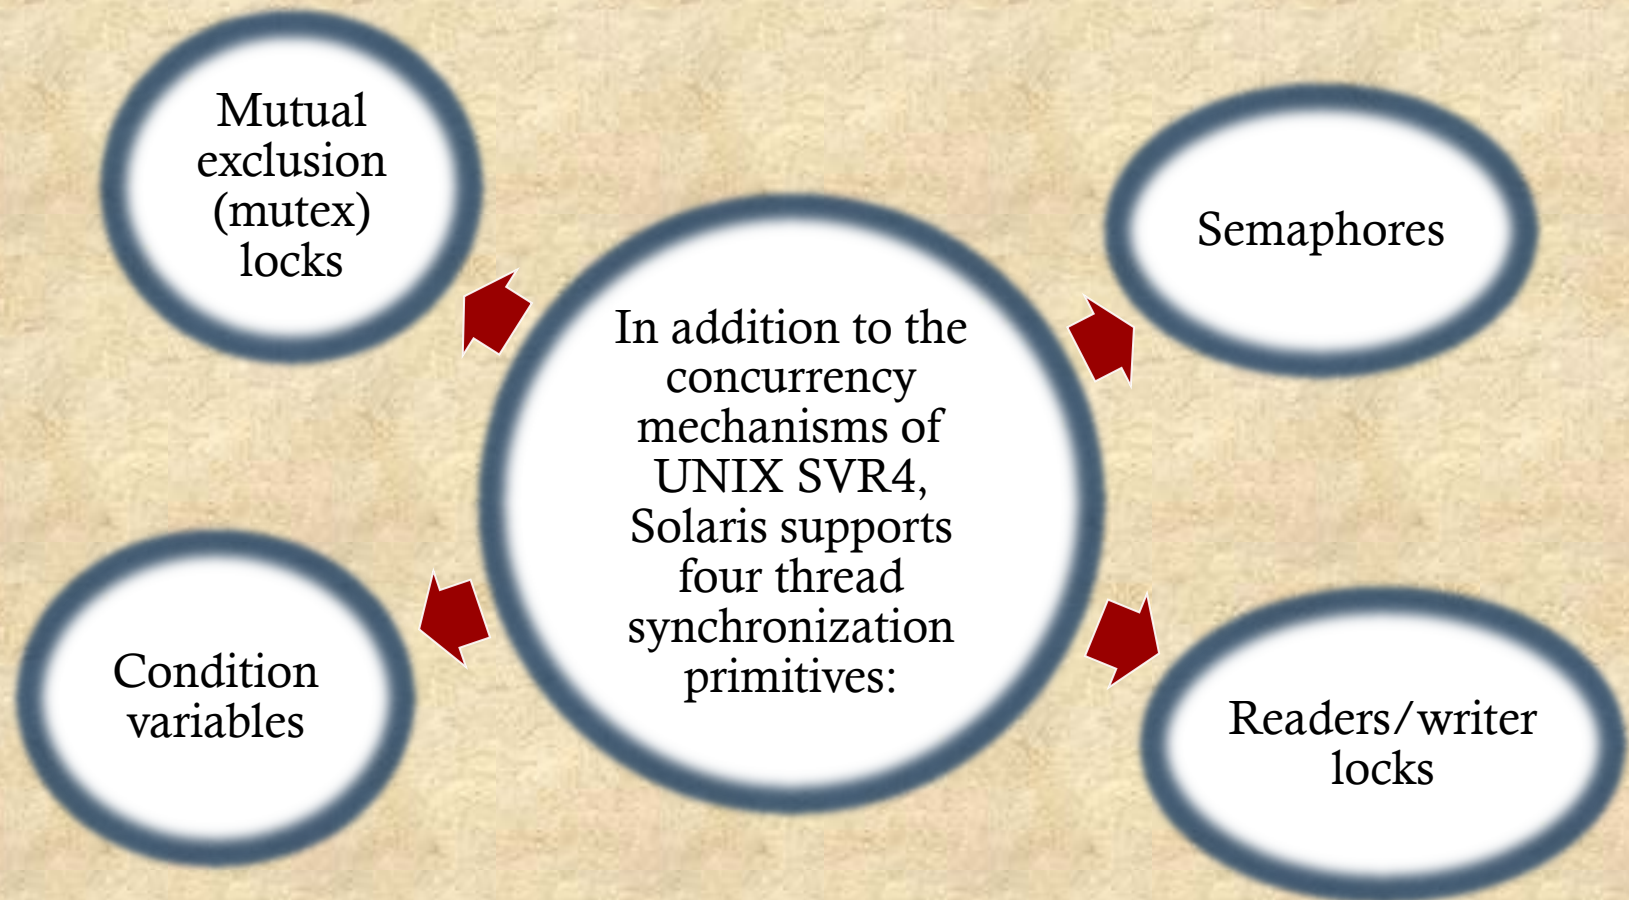 Mutual
exclusion
(mutex)
locks
Semaphores
In addition to the
concurrency
mechanisms of
UNIX SVR4,
Solaris supports
four thread
synchronization
primitives:
Condition
variables
Readers/writer
locks